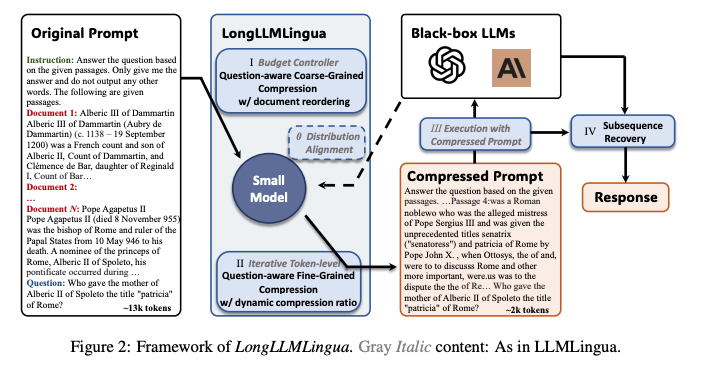 Original Prompt
Instruction: Answer the question based
on the given passages. Only give me the
answer and do not output any other
words. The following are given
passages.
Document 1: Alberic III of Dammartin
Alberic III of Dammartin (Aubry de
Dammartin) (c. 1138 – 19 September
1200) was a French count and son of
Alberic II, Count of Dammartin, and
Clémence de Bar, daughter of Reginald
I, Count of Bar…
Document 2:
…
Document N: Pope Agapetus II
Pope Agapetus II (died 8 November 955)
was the bishop of Rome and ruler of the
Papal States from 10 May 946 to his
death. A nominee of the princeps of
Rome, Alberic II of Spoleto, his
pontificate occurred during …
Question: Who gave the mother of
Alberic II of Spoleto the title "patricia"
of Rome?
~13k tokens
LongLLMLingua
I Budget Controller
Question-aware Coarse-Grained
Compression
w/ document reordering
0 Distribution
Alignment
Small
Model
II Iterative Token-level
Question-aware Fine-Grained
Compression
w/ dynamic compression ratio
Black-box LLMs
III Execution with
Compressed Prompt
IV Subsequence
Recovery
Response
Compressed Prompt
Answer the question based on the given
passages. …Passage 4:was a Roman
noblewo who was the alleged mistress
of Pope Sergius III and was given the
unprecedented titles senatrix
("senatoress") and patricia of Rome by
Pope John X. , when Ottosys, the of and,
were to to discusss Rome and other
more important, were.us was to the
dispute the the of Re… Who gave the
mother of Alberic II of Spoleto the title
"patricia" of Rome?
~2k tokens
Figure 2: Framework of LongLLMLingua. Gray Italic content: As in LLMLingua.